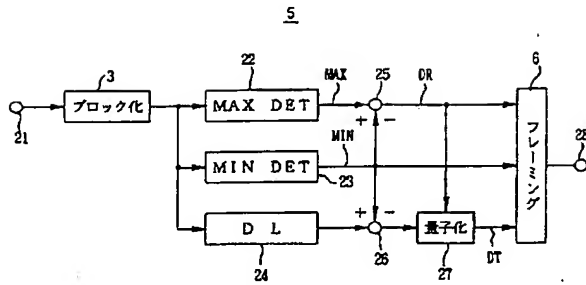 5
3
ブロック化
21
22
MAX DET
MAX
25
DR
6
フレーミング
28
MIN DET
MIN
23
+ -
DL
24
+ -
26
量子化
27
DT